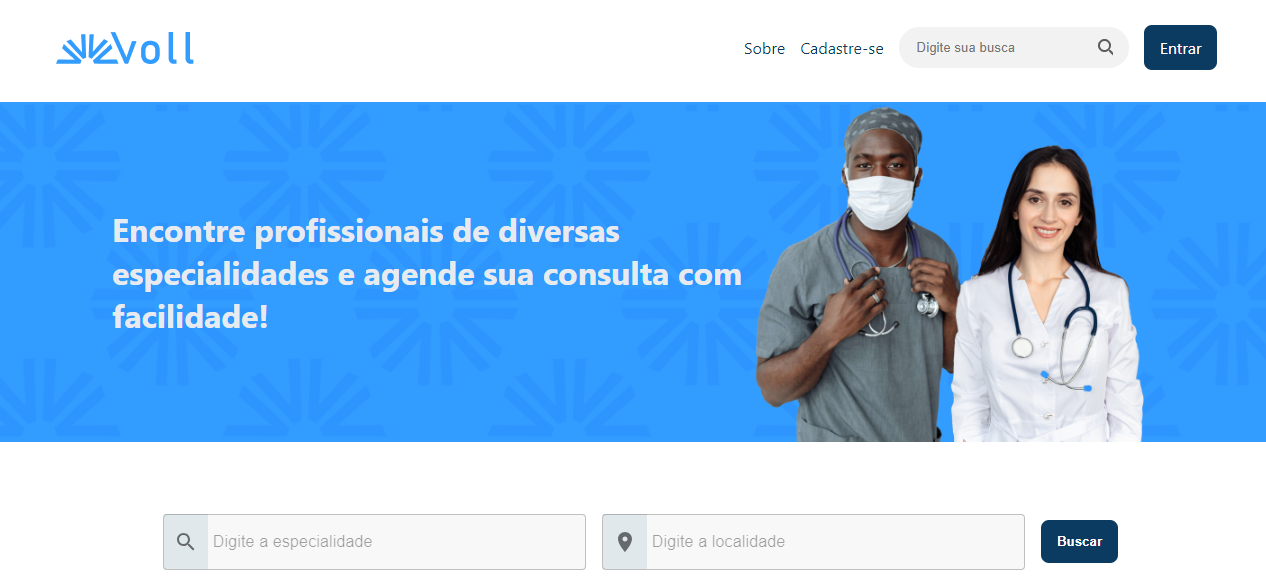 Voll
Sobre
Cadastre-se
Digite sua busca
Entrar
Encontre profissionais de diversas
especialidades e agende sua consulta com
facilidade!
Digite a especialidade
Digite a localidade
Buscar